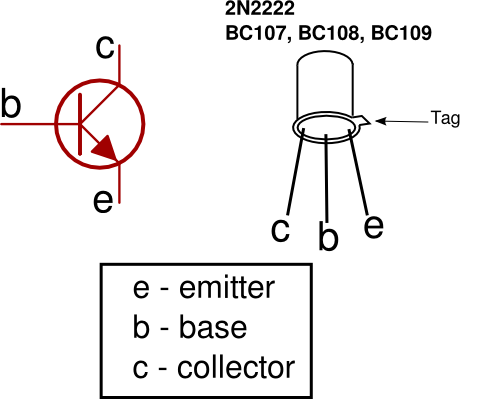 2N2222
BC107, BC108, BC109
c
b
e
Tag
c
b
e
e - emitter
b - base
c - collector